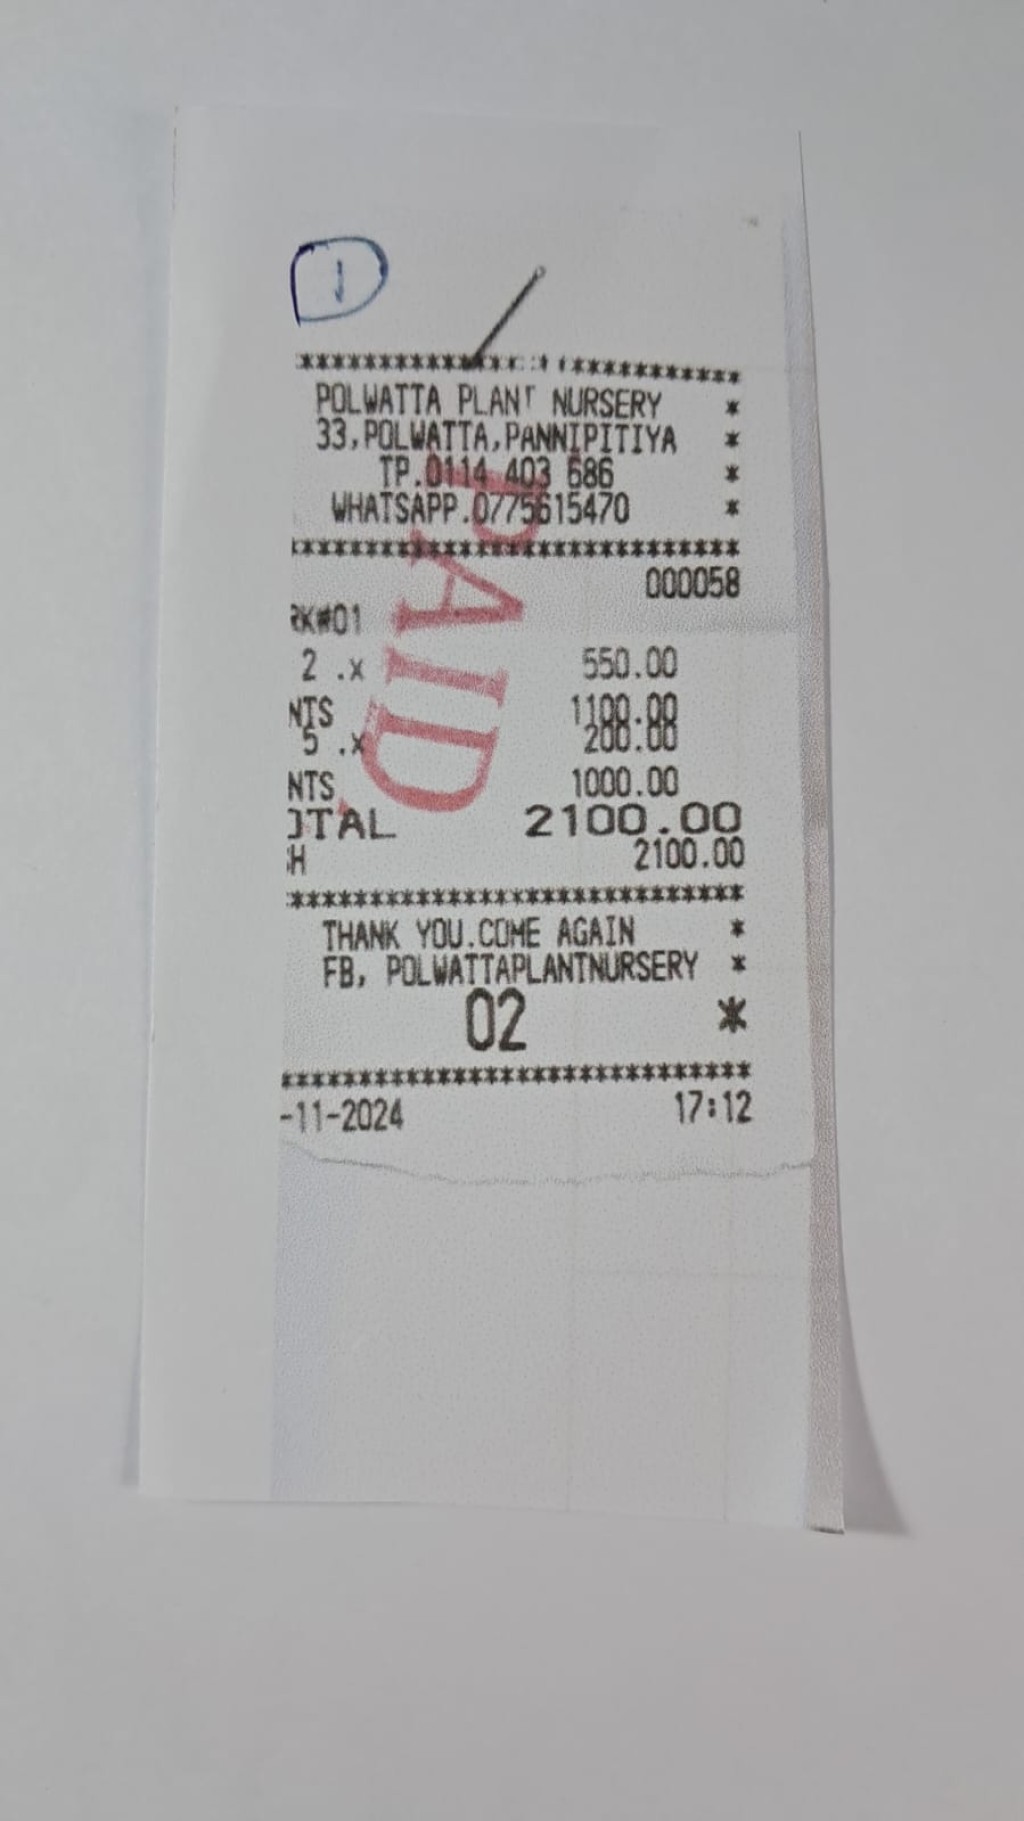 1
*****************************
POLWATTA PLANT NURSERY *
33,POLWATTA,PANNIPITIYA *
TP.0114 403 686 *
WHATSAPP.0775615470 *
*****************************
000058
RK#01
2 .x 550.00
NTS 1100.00
5 .x 200.00
NTS 1000.00
OTAL 2100.00
H 2100.00
*****************************
THANK YOU.COME AGAIN *
FB, POLWATTAPLANTNURSERY *
02 *
*****************************
-11-2024 17:12
PAID